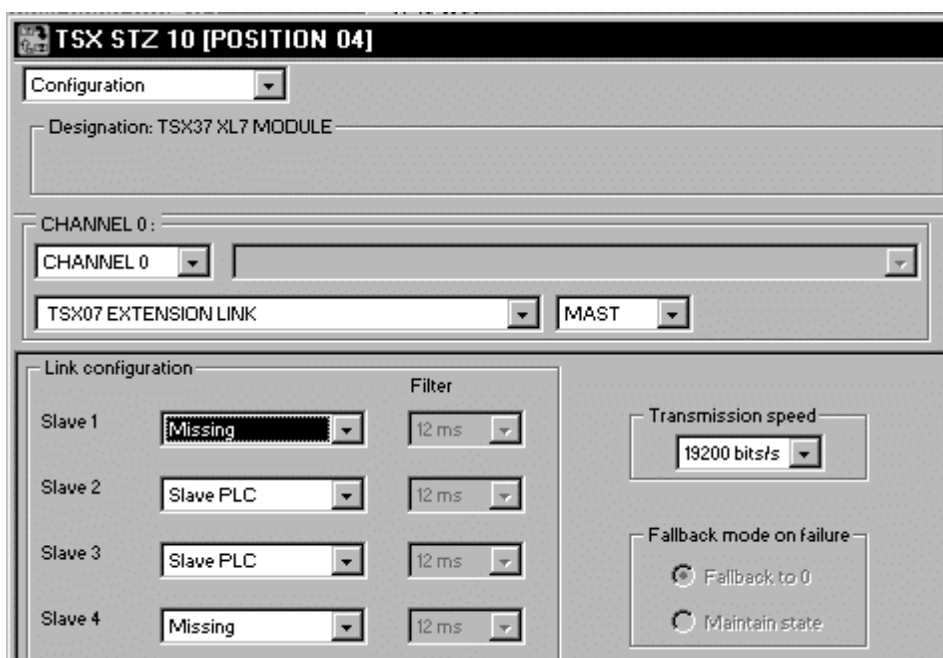 TSX STZ 10 [POSITION 04]
Configuration
Designation: TSX37 XL7 MODULE
CHANNEL 0 :
CHANNEL 0
TSX07 EXTENSION LINK
MAST
Link configuration
Filter
Slave 1 Missing 12 ms
Slave 2 Slave PLC 12 ms
Slave 3 Slave PLC 12 ms
Slave 4 Missing 12 ms
Transmission speed
19200 bits/s
Fallback mode on failure
Fallback to 0
Maintain state